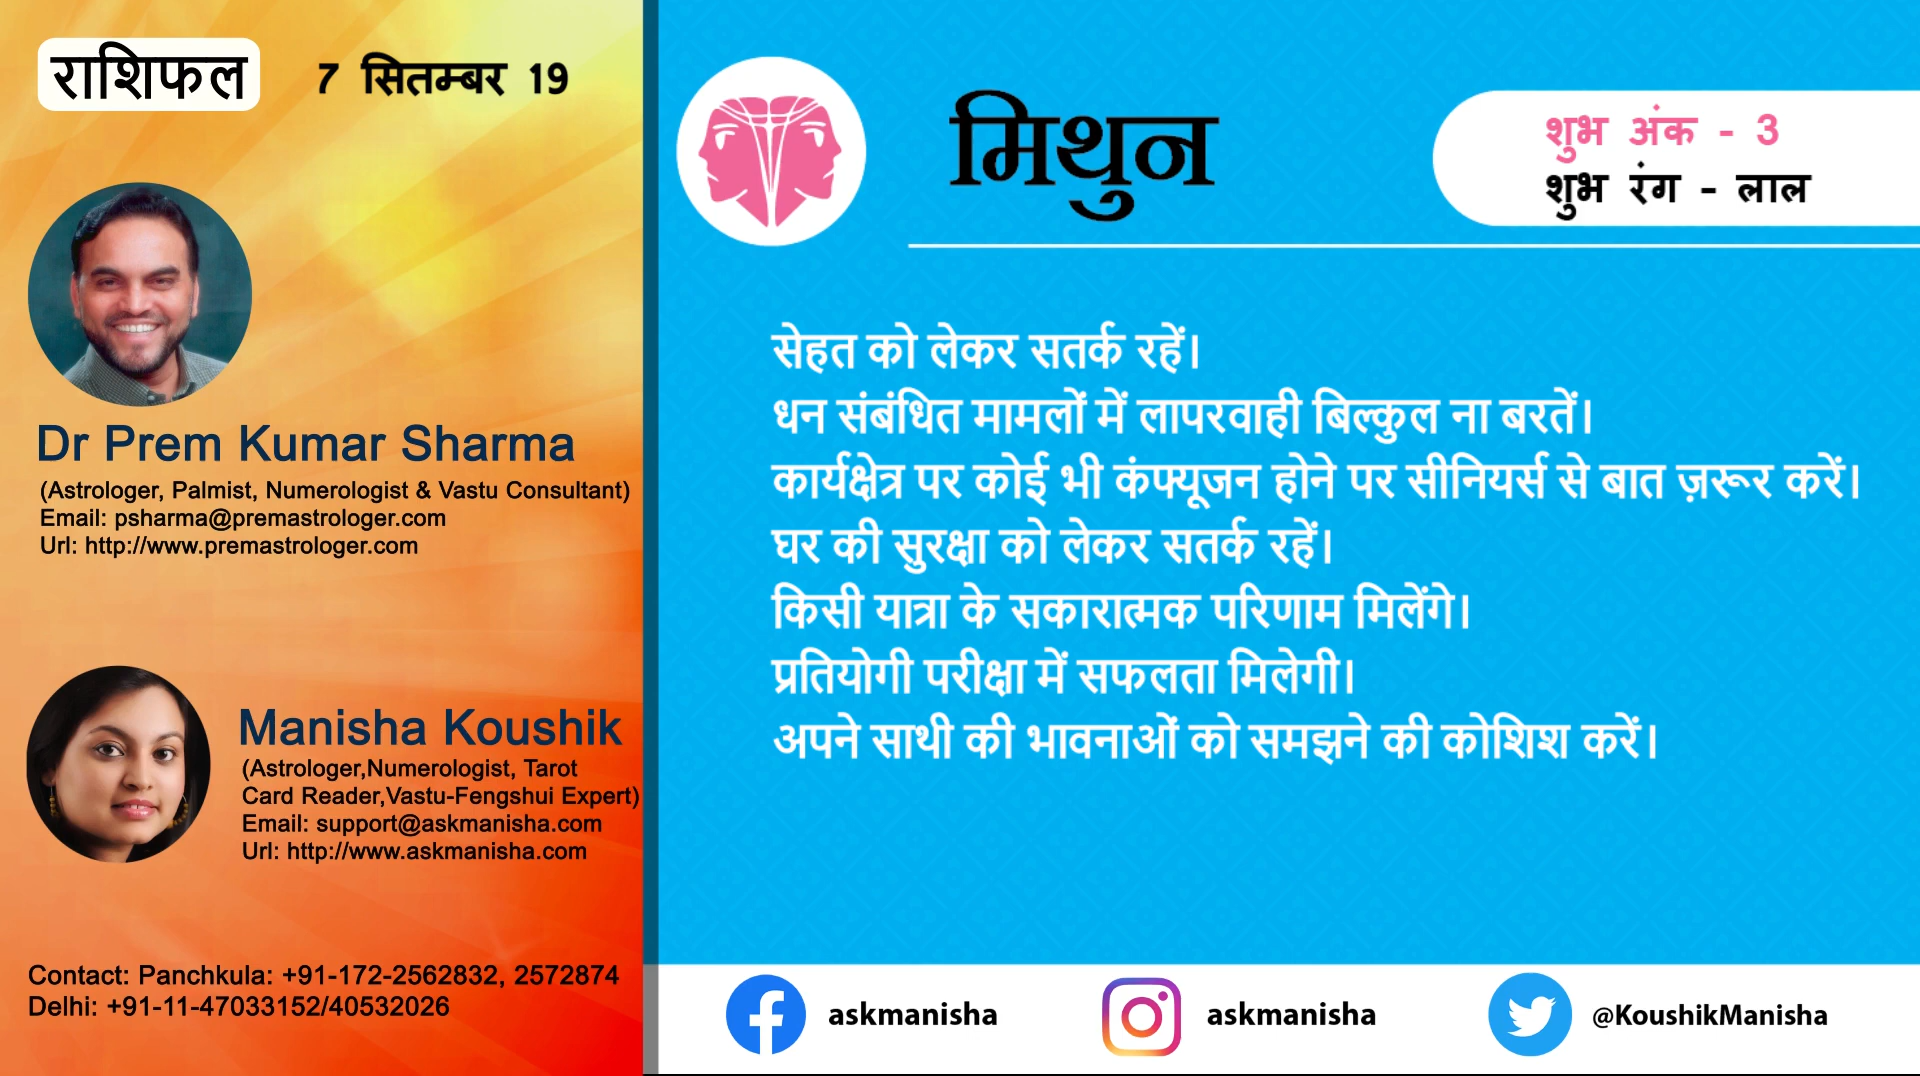 राशिफल
7 सितम्बर 19
Dr Prem Kumar Sharma
(Astrologer, Palmist, Numerologist & Vastu Consultant)
Email: psharma@premastrologer.com
Url: http://www.premastrologer.com
Manisha Koushik
(Astrologer,Numerologist, Tarot
Card Reader,Vastu-Fengshui Expert)
Email: support@askmanisha.com
Url: http://www.askmanisha.com
Contact: Panchkula: +91-172-2562832, 2572874
Delhi: +91-11-47033152/40532026
मिथुन
शुभ अंक - 3
शुभ रंग - लाल
सेहत को लेकर सतर्क रहें।
धन संबंधित मामलों में लापरवाही बिल्कुल ना बरतें।
कार्यक्षेत्र पर कोई भी कंफ्यूजन होने पर सीनियर्स से बात ज़रूर करें।
घर की सुरक्षा को लेकर सतर्क रहें।
किसी यात्रा के सकारात्मक परिणाम मिलेंगे।
प्रतियोगी परीक्षा में सफलता मिलेगी।
अपने साथी की भावनाओं को समझने की कोशिश करें।
askmanisha
askmanisha
@KoushikManisha